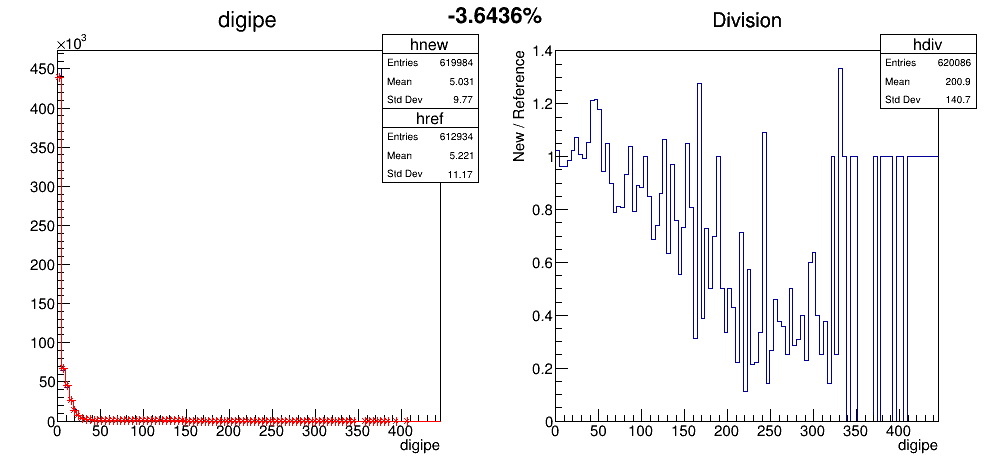 -3.6436%
digipe
×10³
hnew
Entries 619984
Mean 5.031
Std Dev 9.77
href
Entries 612934
Mean 5.221
Std Dev 11.17
450
400
350
300
250
200
150
100
50
0
0 50 100 150 200 250 300 350 400
digipe
Division
hdiv
Entries 620086
Mean 200.9
Std Dev 140.7
New / Reference
1.4
1.2
1
0.8
0.6
0.4
0.2
0
0 50 100 150 200 250 300 350 400
digipe